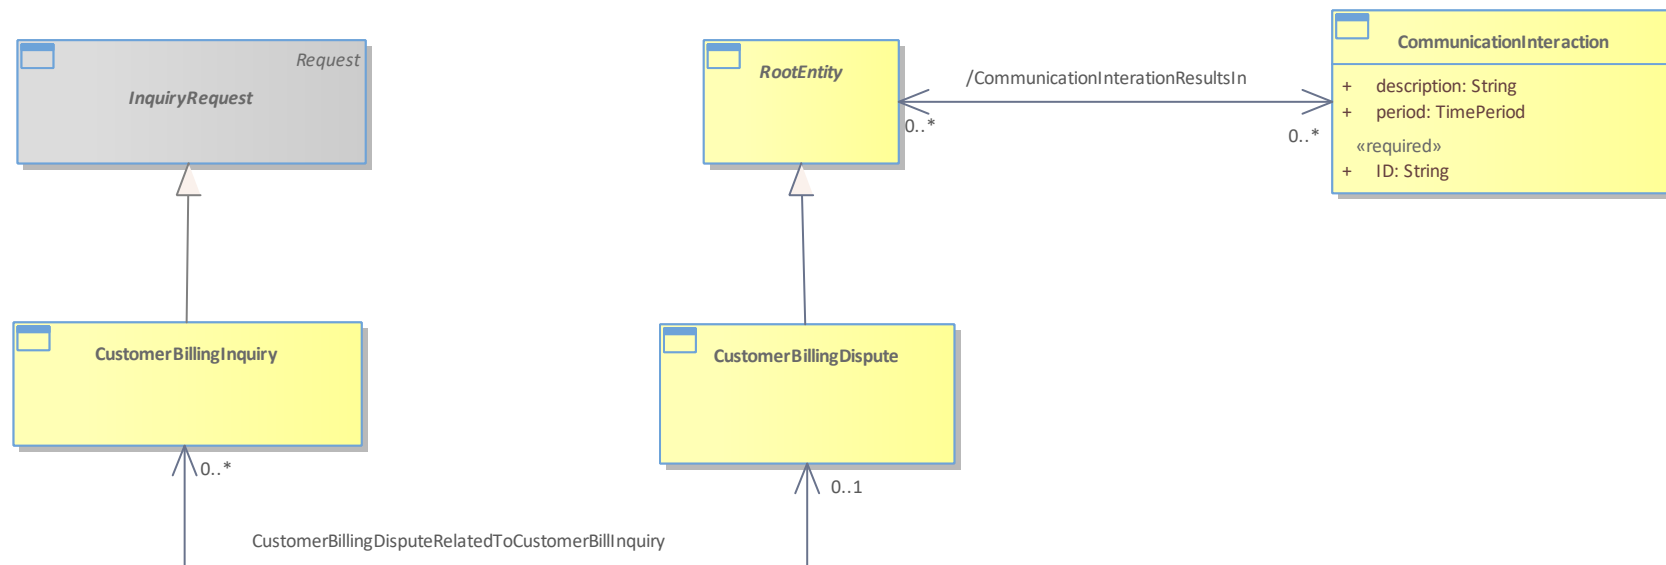 Request
InquiryRequest
RootEntity
/CommunicationInterationResultsIn
0..*
0..*
CommunicationInteraction
+ description: String
+ period: TimePeriod
«required»
+ ID: String
CustomerBillingInquiry
CustomerBillingDispute
0..*
0..1
CustomerBillingDisputeRelatedToCustomerBillInquiry